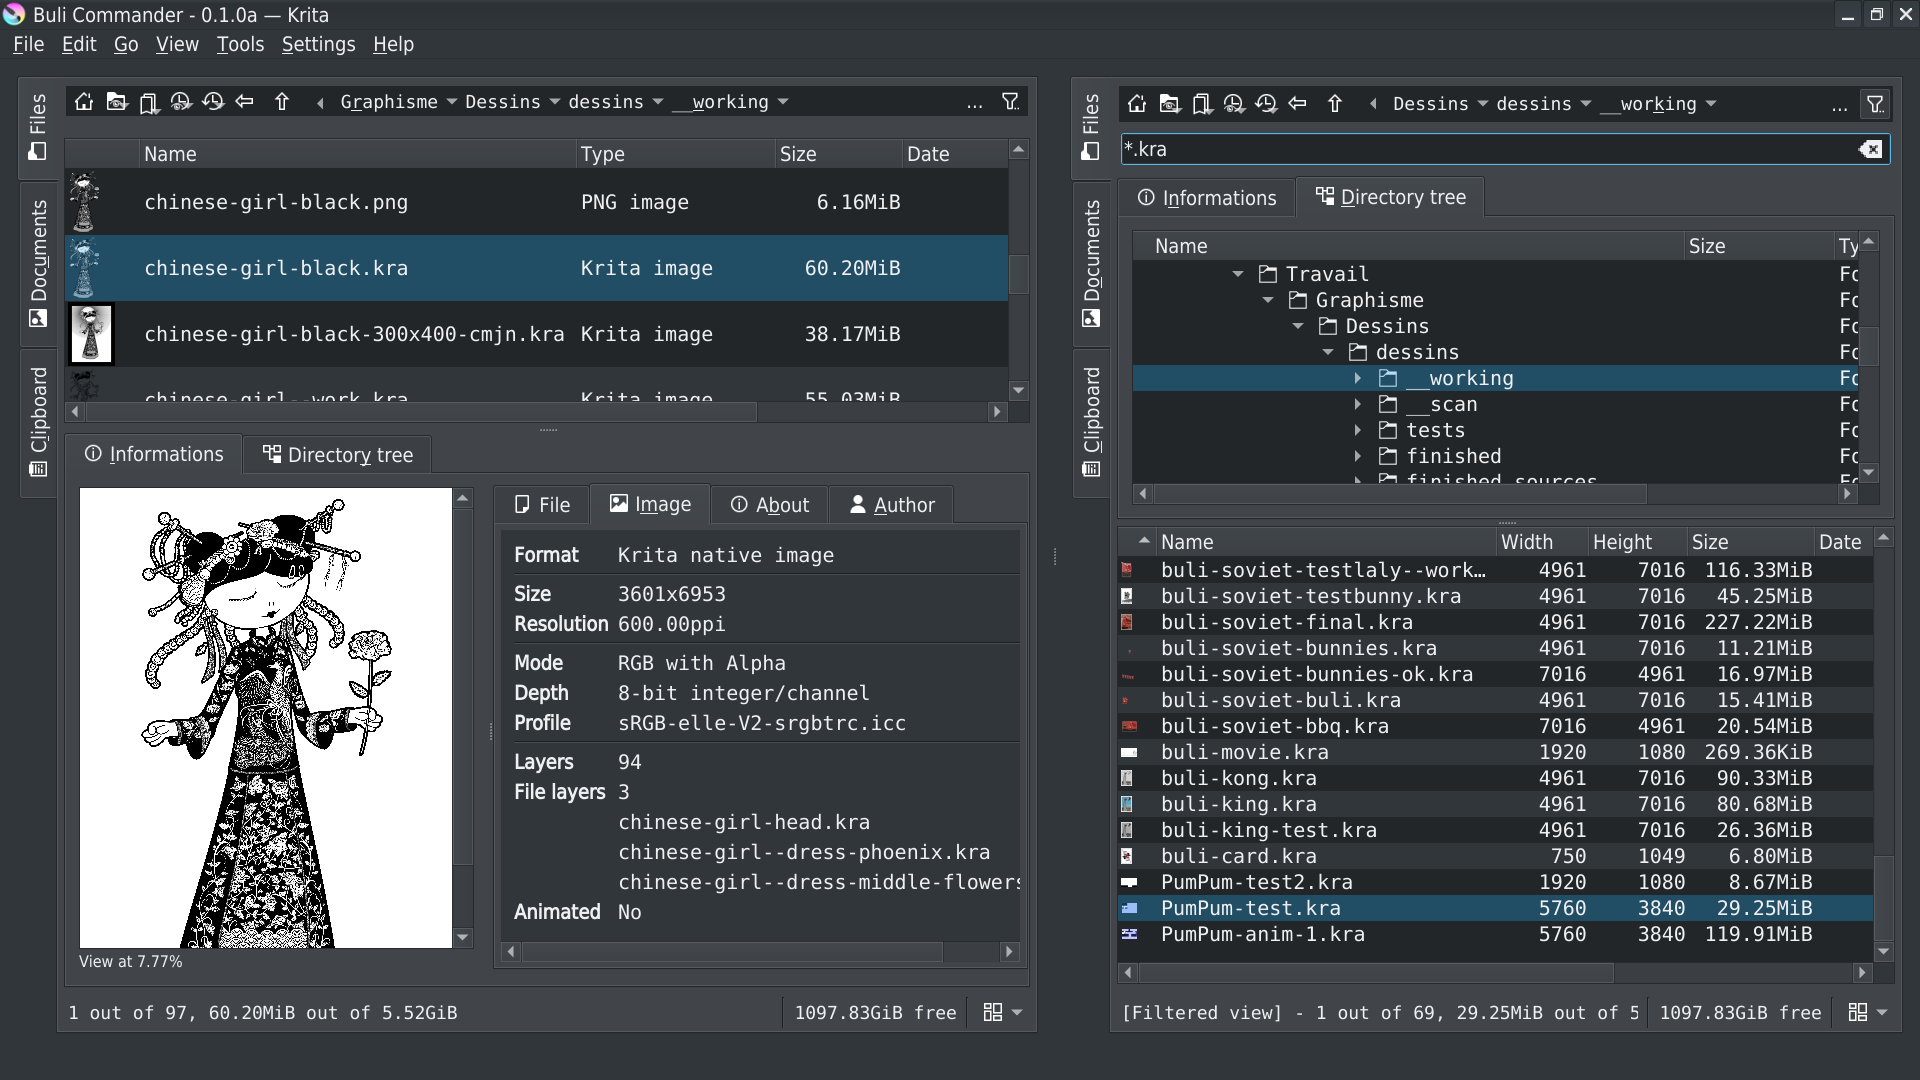 Buli Commander - 0.1.0a — Krita
File Edit Go View Tools Settings Help
Files
Documents
Clipboard
Graphisme Dessins dessins __working ...
Name Type Size Date
chinese-girl-black.png PNG image 6.16MiB
chinese-girl-black.kra Krita image 60.20MiB
chinese-girl-black-300x400-cmjn.kra Krita image 38.17MiB
chinese-girl--work.kra Krita image 55.03MiB
Informations Directory tree
View at 7.77%
File Image About Author
Format Krita native image
Size 3601x6953
Resolution 600.00ppi
Mode RGB with Alpha
Depth 8-bit integer/channel
Profile sRGB-elle-V2-srgbtrc.icc
Layers 94
File layers 3
chinese-girl-head.kra
chinese-girl--dress-phoenix.kra
chinese-girl--dress-middle-flowers
Animated No
1 out of 97, 60.20MiB out of 5.52GiB 1097.83GiB free
Files
Documents
Clipboard
Dessins dessins __working ...
*.kra
Informations Directory tree
Name Size Ty
Travail Fo
Graphisme Fo
Dessins Fo
dessins Fo
__working Fo
__scan Fo
tests Fo
finished Fo
finished_sources
Name Width Height Size Date
buli-soviet-testlaly--work… 4961 7016 116.33MiB
buli-soviet-testbunny.kra 4961 7016 45.25MiB
buli-soviet-final.kra 4961 7016 227.22MiB
buli-soviet-bunnies.kra 4961 7016 11.21MiB
buli-soviet-bunnies-ok.kra 7016 4961 16.97MiB
buli-soviet-buli.kra 4961 7016 15.41MiB
buli-soviet-bbq.kra 7016 4961 20.54MiB
buli-movie.kra 1920 1080 269.36KiB
buli-kong.kra 4961 7016 90.33MiB
buli-king.kra 4961 7016 80.68MiB
buli-king-test.kra 4961 7016 26.36MiB
buli-card.kra 750 1049 6.80MiB
PumPum-test2.kra 1920 1080 8.67MiB
PumPum-test.kra 5760 3840 29.25MiB
PumPum-anim-1.kra 5760 3840 119.91MiB
[Filtered view] - 1 out of 69, 29.25MiB out of 5 1097.83GiB free